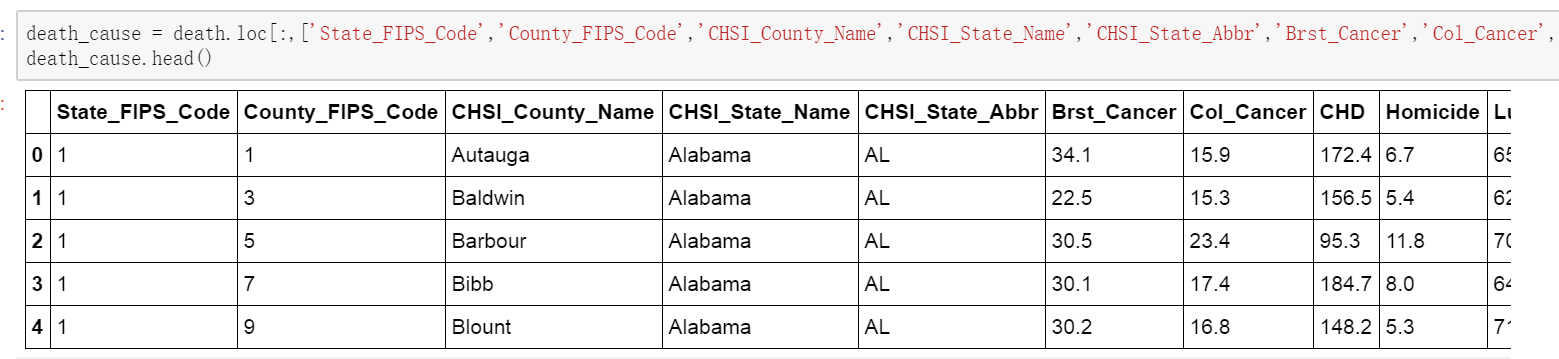 death_cause = death.loc[:,['State_FIPS_Code','County_FIPS_Code','CHSI_County_Name','CHSI_State_Name','CHSI_State_Abbr','Brst_Cancer','Col_Cancer',
death_cause.head()
State_FIPS_Code County_FIPS_Code CHSI_County_Name CHSI_State_Name CHSI_State_Abbr Brst_Cancer Col_Cancer CHD Homicide
0 1 1 Autauga Alabama AL 34.1 15.9 172.4 6.7
1 1 3 Baldwin Alabama AL 22.5 15.3 156.5 5.4
2 1 5 Barbour Alabama AL 30.5 23.4 95.3 11.8
3 1 7 Bibb Alabama AL 30.1 17.4 184.7 8.0
4 1 9 Blount Alabama AL 30.2 16.8 148.2 5.3